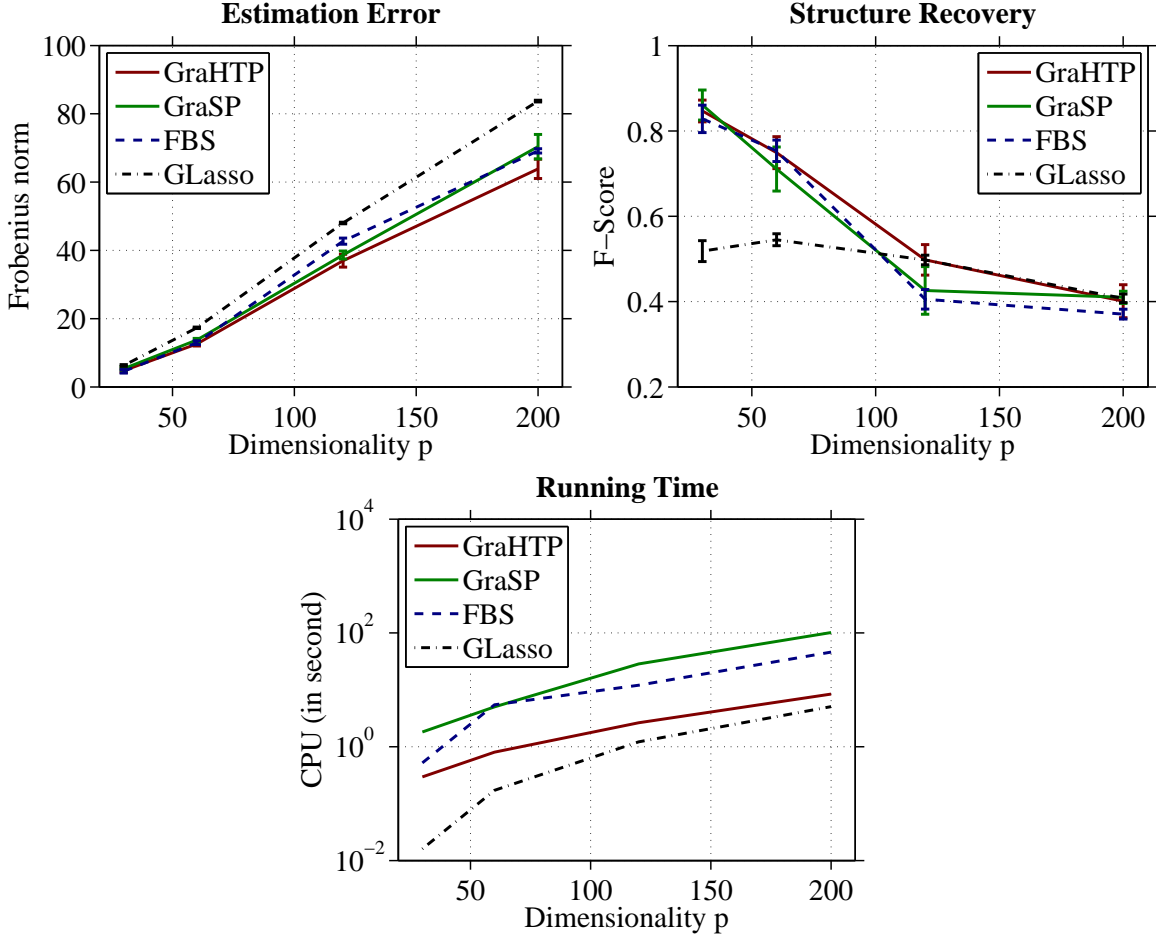 Estimation Error
100
80
60
40
20
0
Frobenius norm
GraHTP
GraSP
FBS
GLasso
50
100
150
200
Dimensionality p
Structure Recovery
1
0.8
0.6
0.4
0.2
F−Score
GraHTP
GraSP
FBS
GLasso
50
100
150
200
Dimensionality p
Running Time
10^4
10^2
10^0
10^−2
CPU (in second)
GraHTP
GraSP
FBS
GLasso
50
100
150
200
Dimensionality p